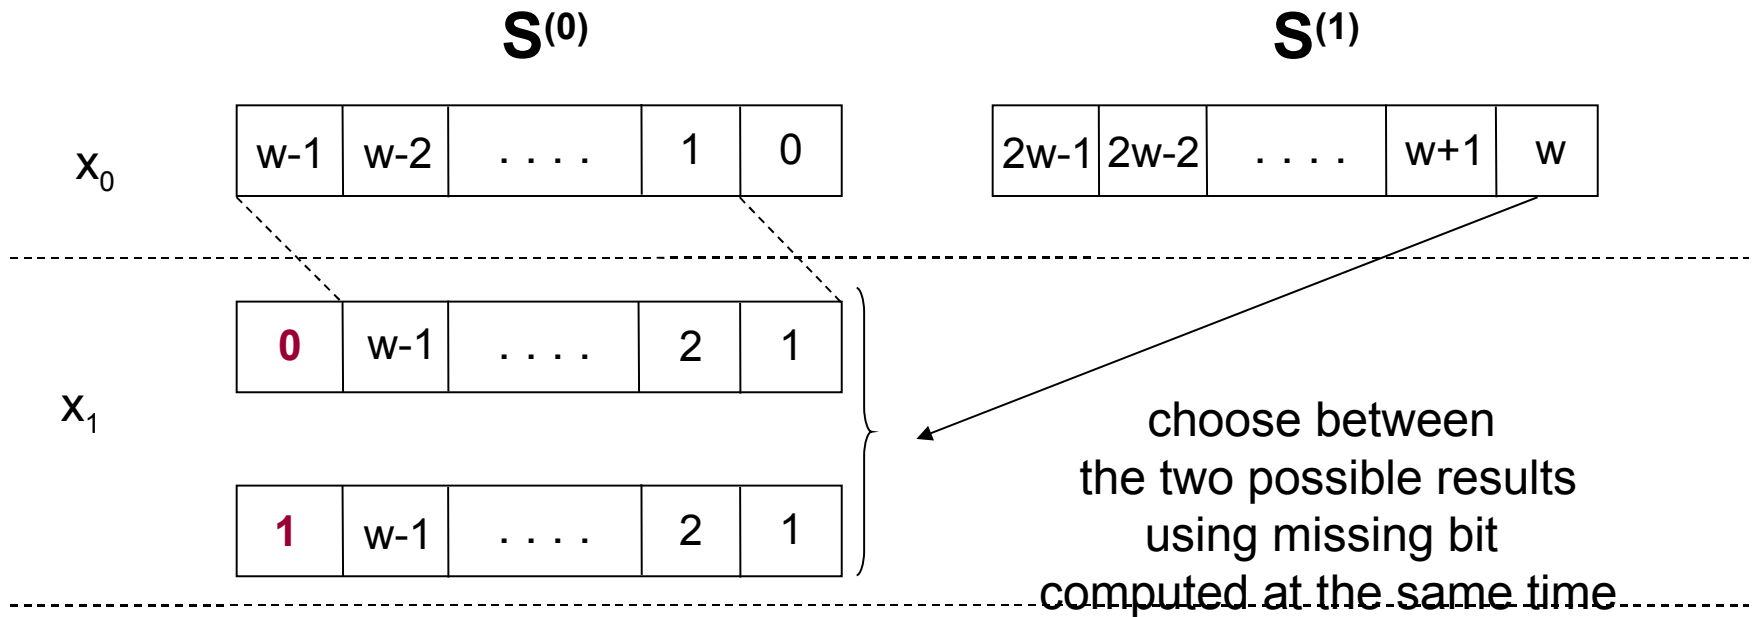 S(0) S(1)
x0 w-1 w-2 . . . . 1 0 2w-1 2w-2 . . . . w+1 w
0 w-1 . . . . 2 1
x1
choose between
the two possible results
1 w-1 . . . . 2 1
using missing bit
computed at the same time